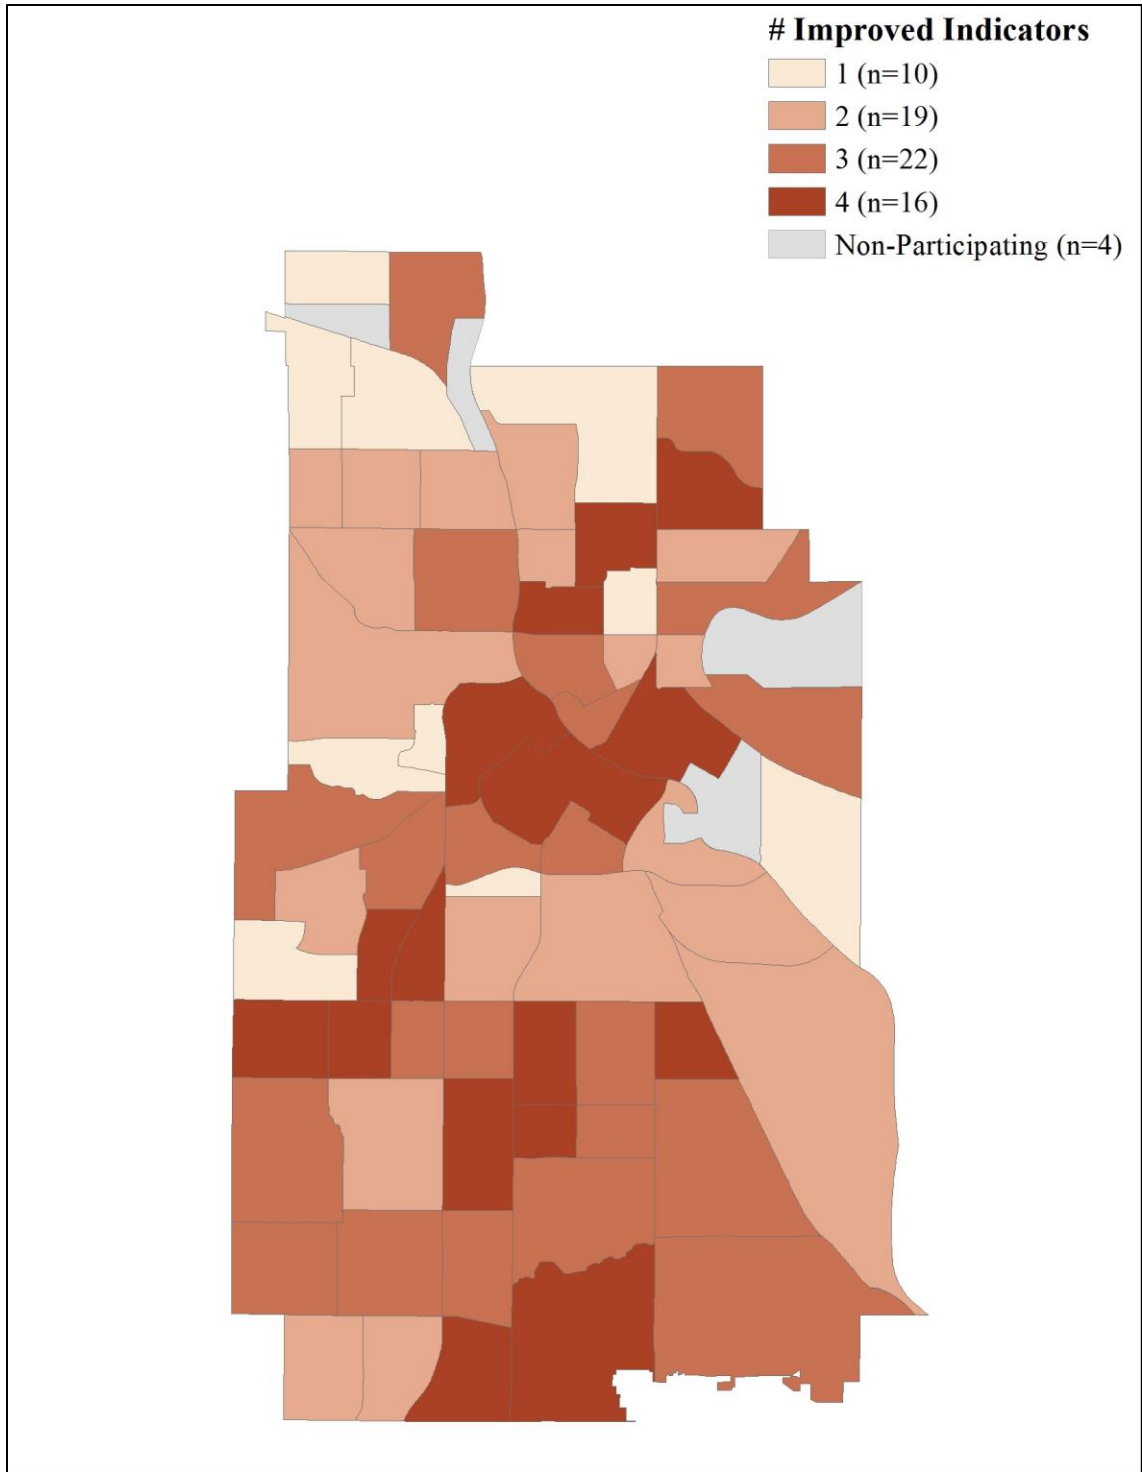 # Improved Indicators
1 (n=10)
2 (n=19)
3 (n=22)
4 (n=16)
Non-Participating (n=4)